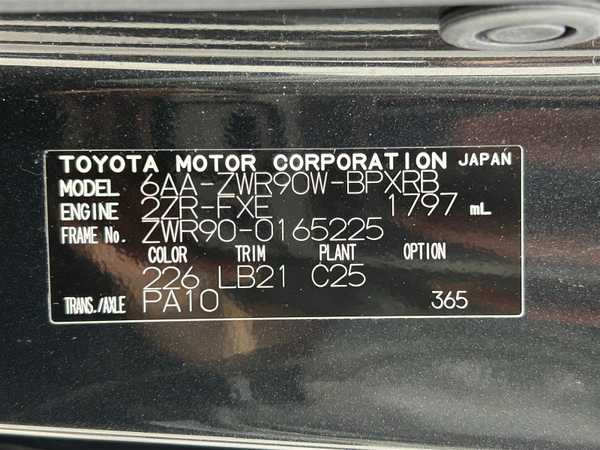 TOYOTA MOTOR CORPORATION JAPAN
MODEL 6AA-ZWR90W-BPXRB
ENGINE 2ZR-FXE 1797 mL
FRAME No. ZWR90-0165225
COLOR TRIM PLANT OPTION
226 LB21 C25
TRANS./AXLE PA10 365